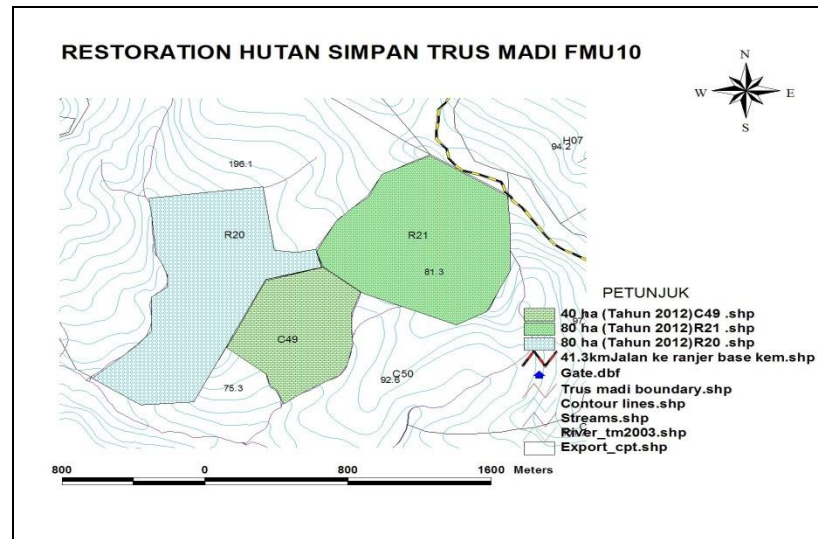 RESTORATION HUTAN SIMPAN TRUS MADI FMU10
N
W E
S
H07
94.2
196.1
R20
R21
81.3
C49
C50
92.8
75.3
97
PETUNJUK
40 ha (Tahun 2012)C49 .shp
80 ha (Tahun 2012)R21 .shp
80 ha (Tahun 2012)R20 .shp
41.3kmJalan ke ranjer base kem.shp
Gate.dbf
Trus madi boundary.shp
Contour lines.shp
Streams.shp
River_tm2003.shp
Export_cpt.shp
800 0 800 1600 Meters